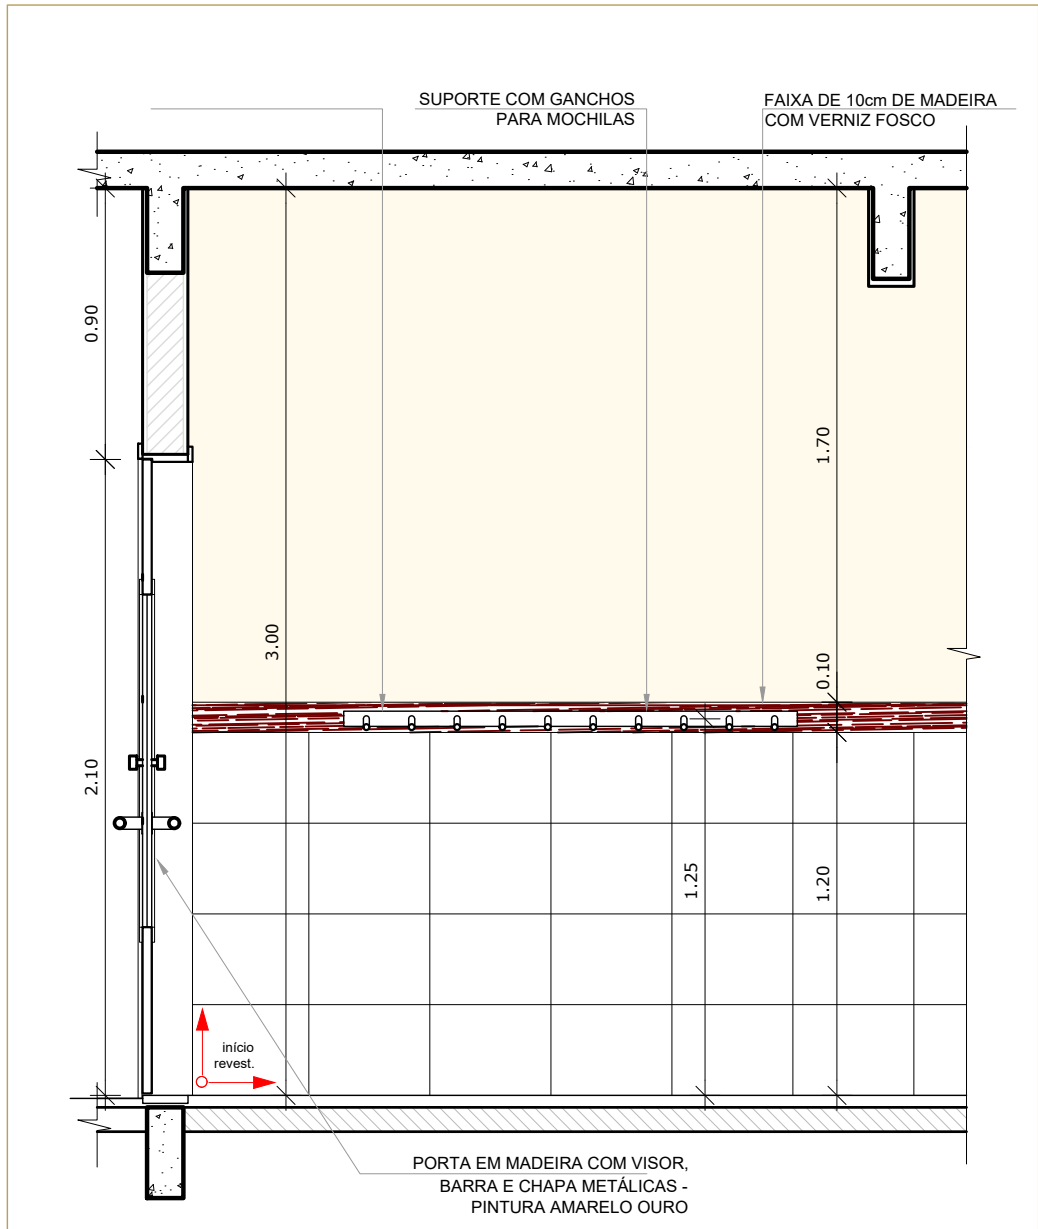 SUPORTE COM GANCHOS
PARA MOCHILAS
FAIXA DE 10cm DE MADEIRA
COM VERNIZ FOSCO
0.90
1.70
3.00
0.10
2.10
1.25
1.20
início
revest.
PORTA EM MADEIRA COM VISOR,
BARRA E CHAPA METÁLICAS -
PINTURA AMARELO OURO